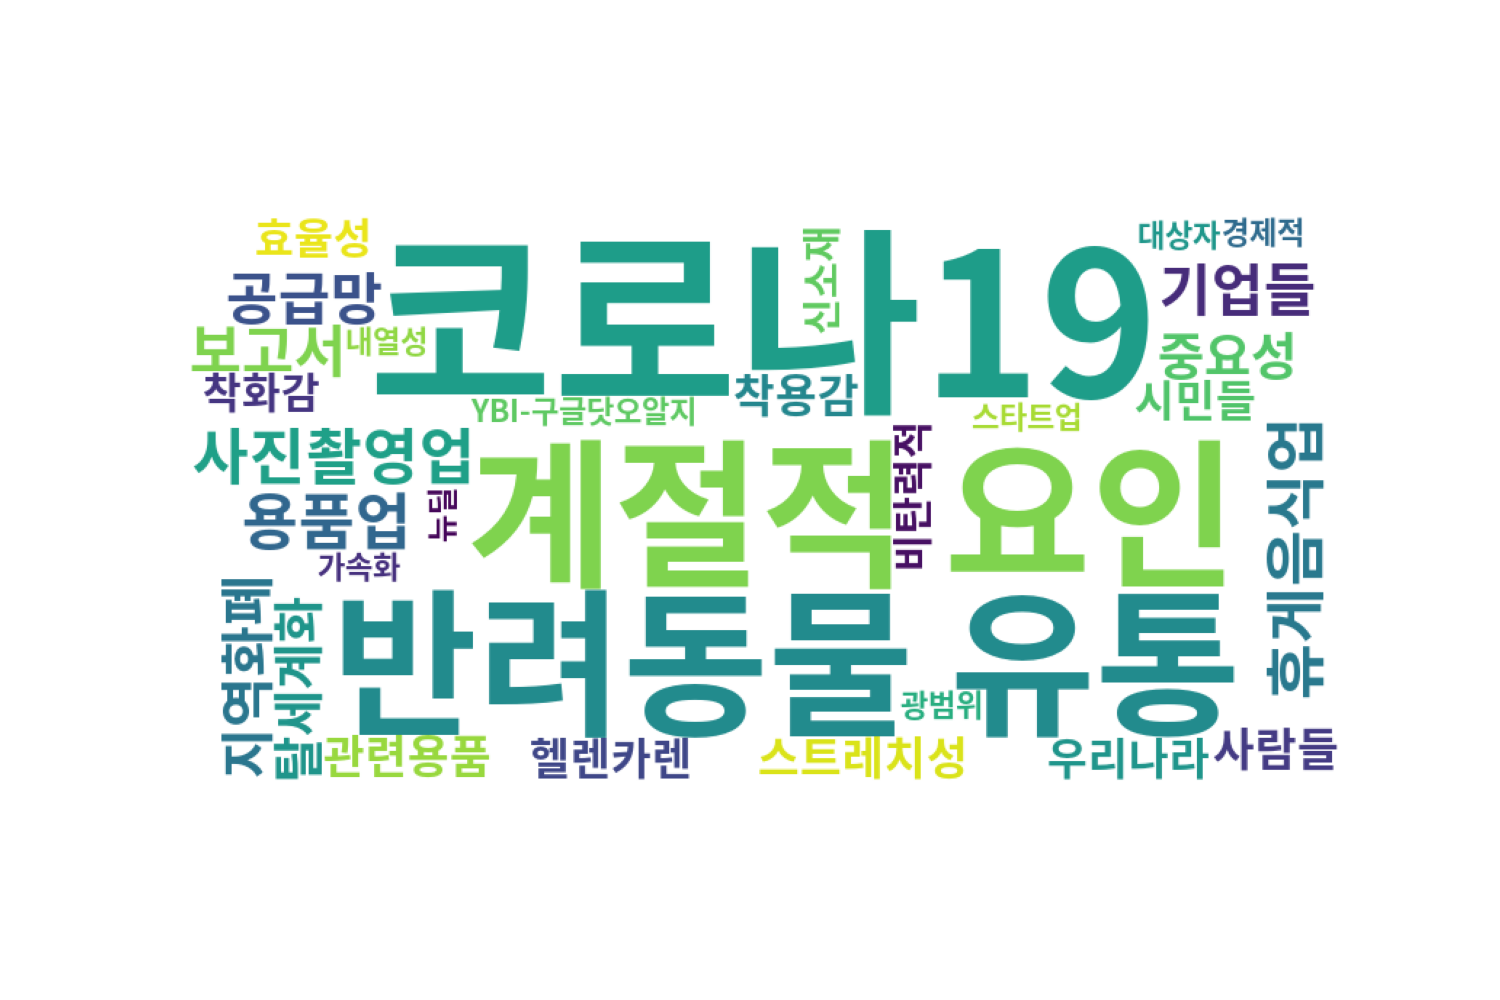 효율성
대상자
경제적
코로나19
신소재
공급망
기업들
보고서
내열성
중요성
착화감
착용감
시민들
YBI-구글닷오알지
스타트업
사진촬영업
계절적 요인
비탄력적
휴게음식업
용품업
뉴딜
가속화
지역화폐
탈세계화
반려동물 유통
광범위
관련용품
헬렌카렌
스트레치성
우리나라
사람들